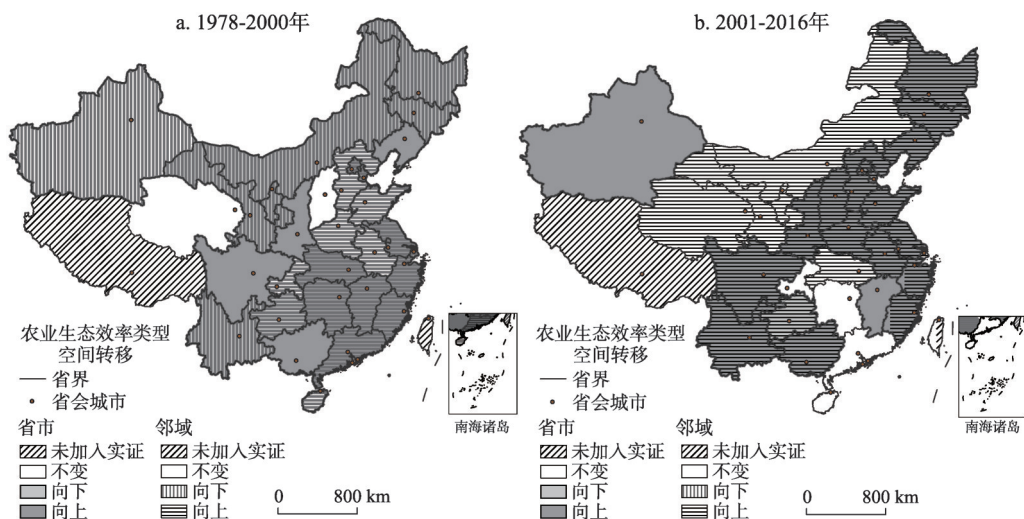 a. 1978-2000年
农业生态效率类型
空间转移
省界
省会城市
省市 邻域
未加入实证 未加入实证
不变 不变
向下 向下
向上 向上
0 800 km
南海诸岛
b. 2001-2016年
农业生态效率类型
空间转移
省界
省会城市
省市 邻域
未加入实证 未加入实证
不变 不变
向下 向下
向上 向上
0 800 km
南海诸岛